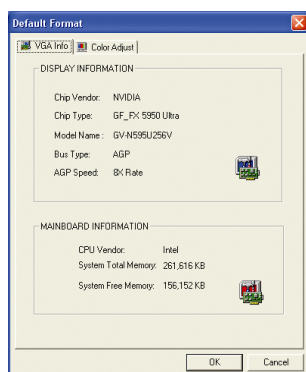 Default Format
VGA Info Color Adjust
DISPLAY INFORMATION
Chip Vendor: NVIDIA
Chip Type: GF_FX 5950 Ultra
Model Name : GV-N595U256V
Bus Type: AGP
AGP Speed: 8X Rate
MAINBOARD INFORMATION
CPU Vendor: Intel
System Total Memory: 261,616 KB
System Free Memory: 156,152 KB
OK Cancel